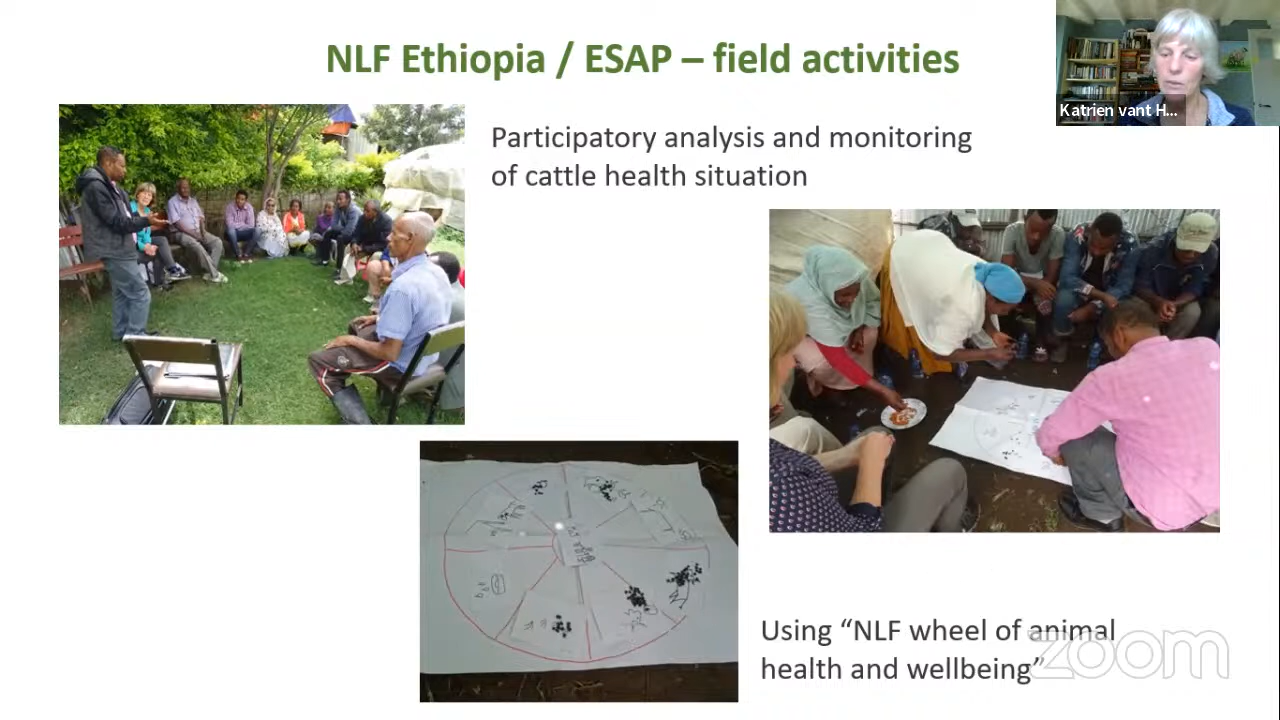 NLF Ethiopia / ESAP – field activities
Katrien vant H...
Participatory analysis and monitoring
of cattle health situation
Using “NLF wheel of animal
health and wellbeing”
zoom